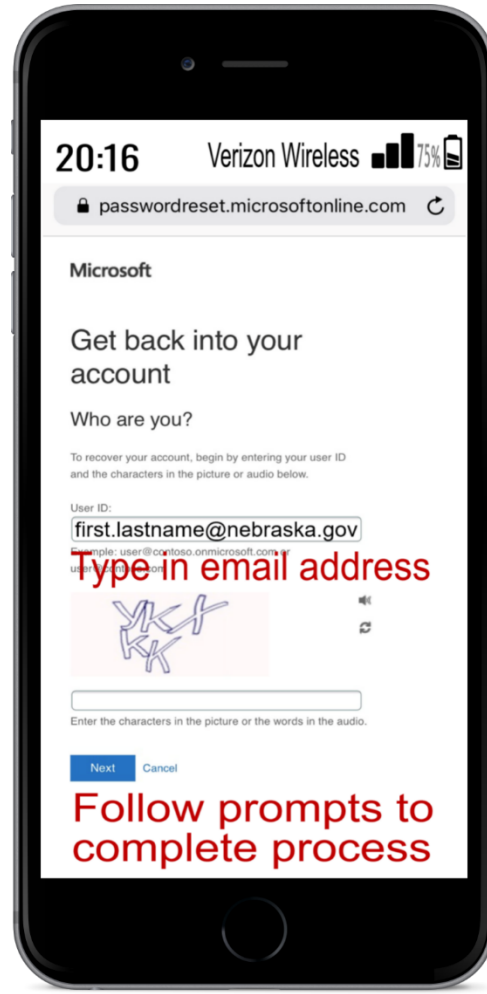 20:16 Verizon Wireless 75%
passwordreset.microsoftonline.com
Microsoft
Get back into your
account
Who are you?
To recover your account, begin by entering your user ID
and the characters in the picture or audio below.
User ID:
first.lastname@nebraska.gov
Example: user@contoso.onmicrosoft.com or
user@contoso.com
Type in email address
Enter the characters in the picture or the words in the audio.
Next Cancel
Follow prompts to
complete process